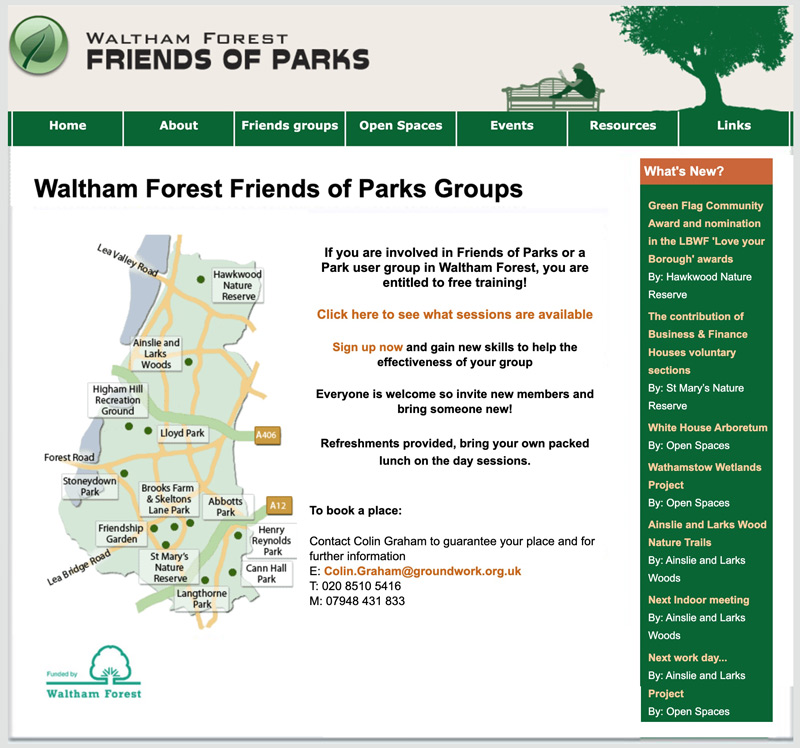 WALTHAM FOREST
FRIENDS OF PARKS
Home
About
Friends groups
Open Spaces
Events
Resources
Links
Waltham Forest Friends of Parks Groups
Lea Valley Road
Hawkwood
Nature
Reserve
Ainslie and
Larks
Woods
Higham Hill
Recreation
Ground
Lloyd Park
A406
Forest Road
Stoneydown
Park
Brooks Farm
& Skeltons
Lane Park
Abbotts
Park
A12
Friendship
Garden
Henry
Reynolds
Park
St Mary's
Nature
Reserve
Cann Hall
Park
Lea Bridge Road
Langthorne
Park
Funded by
Waltham Forest
If you are involved in Friends of Parks or a
Park user group in Waltham Forest, you are
entitled to free training!
Click here to see what sessions are available
Sign up now and gain new skills to help the
effectiveness of your group
Everyone is welcome so invite new members and
bring someone new!
Refreshments provided, bring your own packed
lunch on the day sessions.
To book a place:
Contact Colin Graham to guarantee your place and for
further information
E: Colin.Graham@groundwork.org.uk
T: 020 8510 5416
M: 07948 431 833
What's New?
Green Flag Community
Award and nomination
in the LBWF 'Love your
Borough' awards
By: Hawkwood Nature
Reserve
The contribution of
Business & Finance
Houses voluntary
sections
By: St Mary's Nature
Reserve
White House Arboretum
By: Open Spaces
Wathamstow Wetlands
Project
By: Open Spaces
Ainslie and Larks Wood
Nature Trails
By: Ainslie and Larks
Woods
Next Indoor meeting
By: Ainslie and Larks
Woods
Next work day...
By: Ainslie and Larks
Project
By: Open Spaces